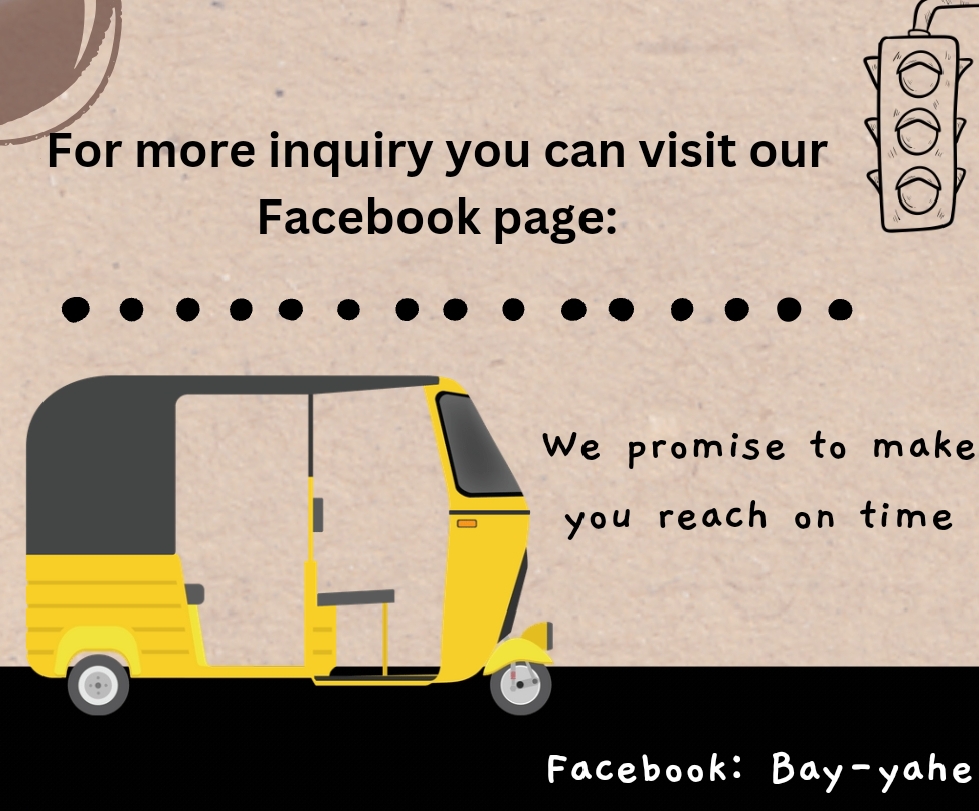 For more inquiry you can visit our
Facebook page:
We promise to make
you reach on time
Facebook: Bay-yahe